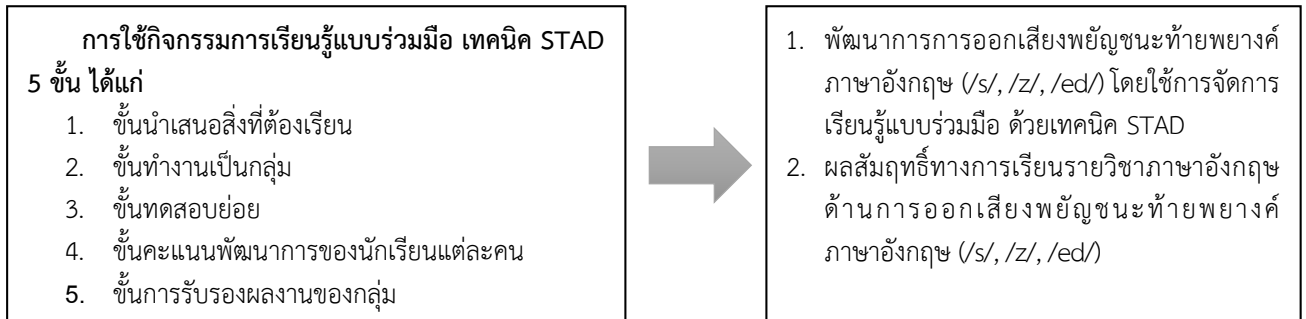 การใช้กิจกรรมการเรียนรู้แบบร่วมมือ เทคนิค STAD
5 ขั้น ได้แก่
1. ขั้นนำเสนอสิ่งที่ต้องเรียน
2. ขั้นทำงานเป็นกลุ่ม
3. ขั้นทดสอบย่อย
4. ขั้นคะแนนพัฒนาการของนักเรียนแต่ละคน
5. ขั้นการรับรองผลงานของกลุ่ม
1. พัฒนาการการออกเสียงพยัญชนะท้ายพยางค์
ภาษาอังกฤษ (/s/, /z/, /ed/) โดยใช้การจัดการ
เรียนรู้แบบร่วมมือ ด้วยเทคนิค STAD
2. ผลสัมฤทธิ์ทางการเรียนรายวิชาภาษาอังกฤษ
ด้านการออกเสียงพยัญชนะท้ายพยางค์
ภาษาอังกฤษ (/s/, /z/, /ed/)